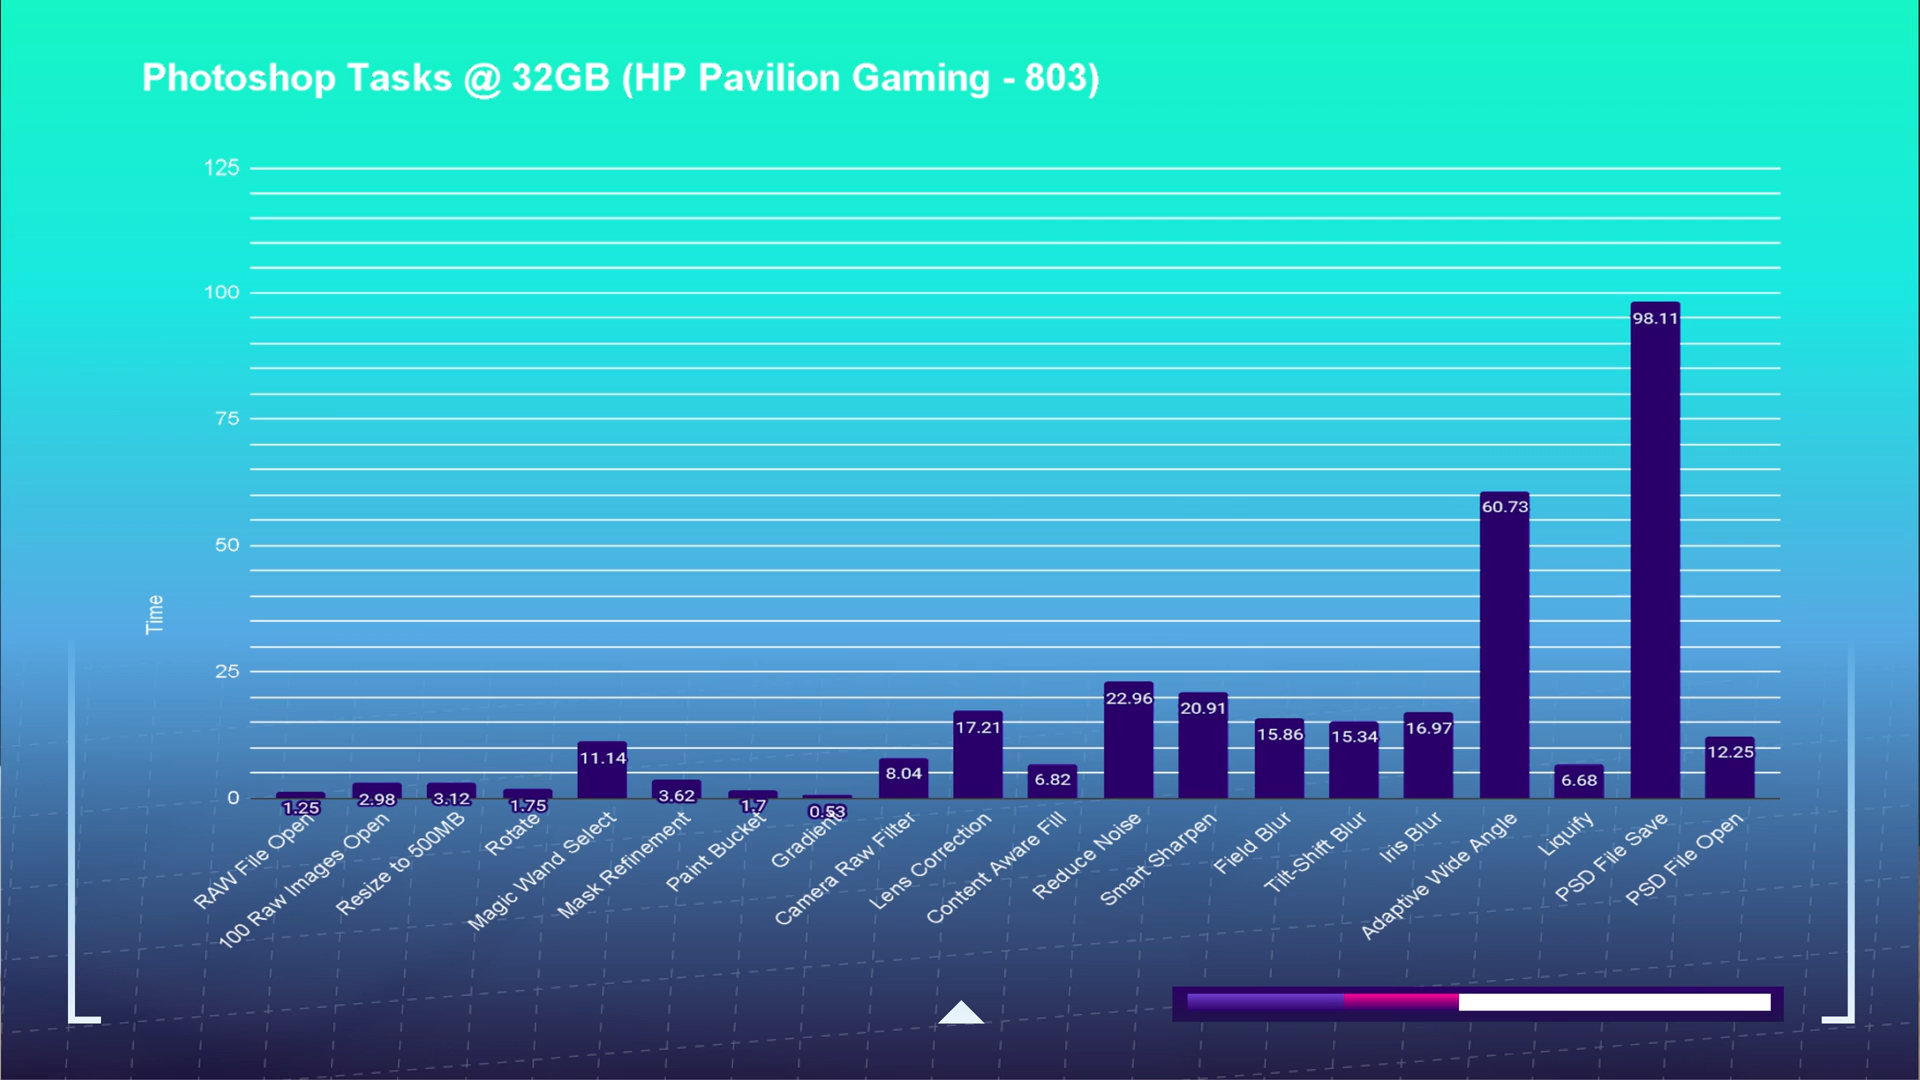 Photoshop Tasks @ 32GB (HP Pavilion Gaming - 803)
125
100
75
50
25
0
Time
1.25
2.98
3.12
1.75
11.14
3.62
1.7
0.53
8.04
17.21
6.82
22.96
20.91
15.86
15.34
16.97
60.73
6.68
98.11
12.25
RAW File Open
100 Raw Images Open
Resize to 500MB
Rotate
Magic Wand Select
Mask Refinement
Paint Bucket
Gradient
Camera Raw Filter
Lens Correction
Content Aware Fill
Reduce Noise
Smart Sharpen
Field Blur
Tilt-Shift Blur
Iris Blur
Adaptive Wide Angle
Liquify
PSD File Save
PSD File Open